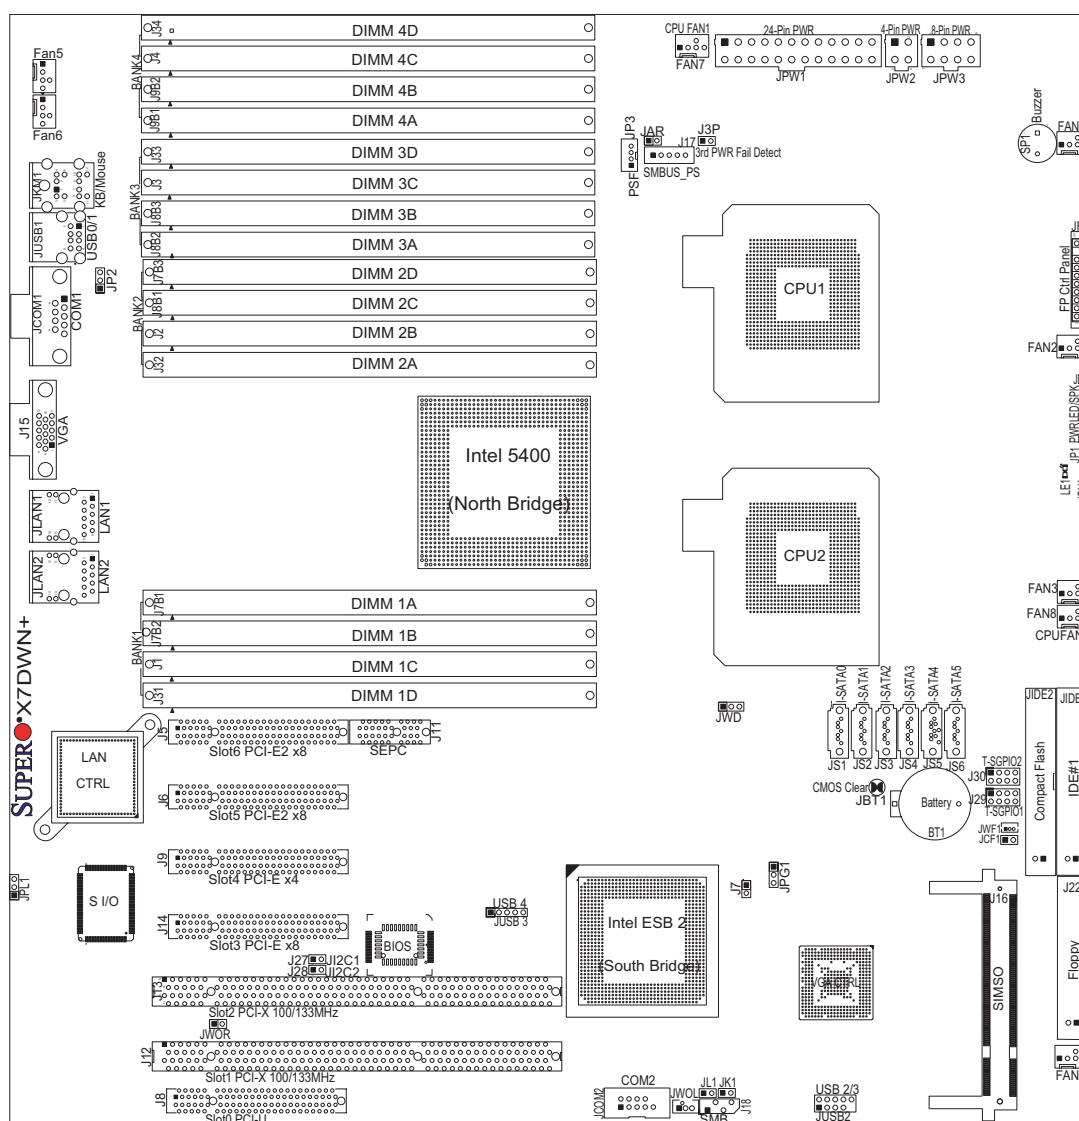 J34 DIMM 4D
J4 DIMM 4C
J9B2 DIMM 4B
J9B1 DIMM 4A
BANK4
J33 DIMM 3D
J3 DIMM 3C
J8B3 DIMM 3B
J8B2 DIMM 3A
BANK3
J7B3 DIMM 2D
J8B1 DIMM 2C
J2 DIMM 2B
J32 DIMM 2A
BANK2
Fan5
Fan6
JKM1
KB/Mouse
JUSB1
USB0/1
JP2
JCOM1
COM1
J15
VGA
JLAN1
LAN1
JLAN2
LAN2
CPU FAN1
FAN7
24-Pin PWR
JPW1
4-Pin PWR
JPW2
8-Pin PWR
JPW3
Buzzer
SP1
FAN
JP3
PSF
JAR
J17
SMBUS_PS
J3P
3rd PWR Fail Detect
CPU1
FP Ctrl Panel
FAN2
JP1 PWRLED/SPK
LE1
Intel 5400
(North Bridge)
CPU2
FAN3
FAN8
CPUFAN
J7B1 DIMM 1A
J7B2 DIMM 1B
J1 DIMM 1C
J31 DIMM 1D
BANK1
SUPER X7DWN+
LAN
CTRL
J5
Slot6 PCI-E2 x8
SEPC
J11
J6
Slot5 PCI-E2 x8
J9
Slot4 PCI-E x4
J14
Slot3 PCI-E x8
JWD
I-SATA0
I-SATA1
I-SATA2
I-SATA3
I-SATA4
I-SATA5
JS1
JS2
JS3
JS4
JS5
JS6
CMOS Clear
JBT1
Battery
BT1
T-SGPIO2
J30
J29
T-SGPIO1
JWF1
JCF1
JIDE2
Compact Flash
JIDE
IDE#1
JPL1
S I/O
BIOS
USB 4
JUSB 3
J27 JI2C1
J28 JI2C2
Intel ESB 2
(South Bridge)
J7
JPG1
VGA CTRL
J16
SIMSO
J22
Floppy
FAN
J13
Slot2 PCI-X 100/133MHz
JWOR
J12
Slot1 PCI-X 100/133MHz
J8
Slot0 PCI-U
JCOM2
COM2
JWOL
JL1
JK1
SMB
J18
USB 2/3
JUSB2